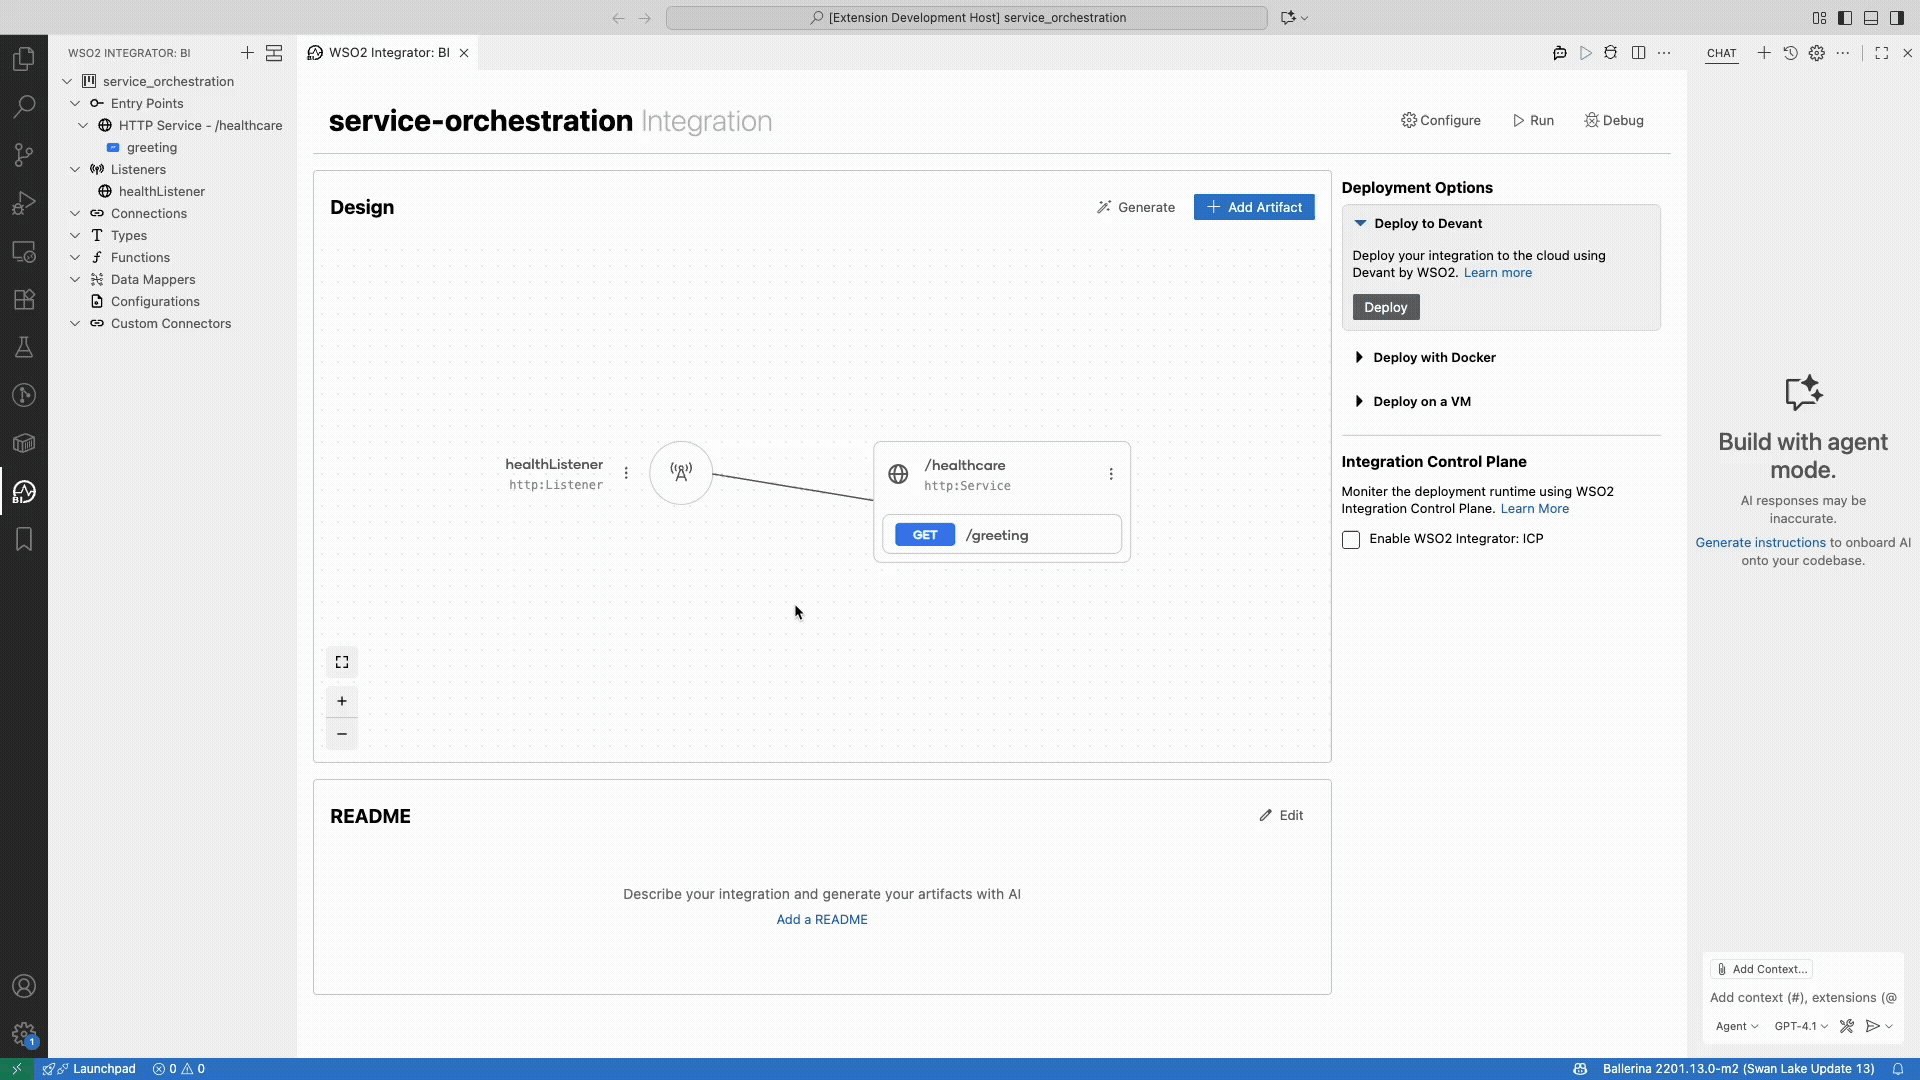 [Extension Development Host] service_orchestration
WSO2 INTEGRATOR: BI
service_orchestration
Entry Points
HTTP Service - /healthcare
greeting
Listeners
healthListener
Connections
Types
Functions
Data Mappers
Configurations
Custom Connectors
BI
1
WSO2 Integrator: BI
service-orchestration Integration
Configure
Run
Debug
Design
Generate
Add Artifact
healthListener
http:Listener
/healthcare
http:Service
GET /greeting
README
Edit
Describe your integration and generate your artifacts with AI
Add a README
Deployment Options
Deploy to Devant
Deploy your integration to the cloud using
Devant by WSO2. Learn more
Deploy
Deploy with Docker
Deploy on a VM
Integration Control Plane
Moniter the deployment runtime using WSO2
Integration Control Plane. Learn More
Enable WSO2 Integrator: ICP
CHAT
Build with agent
mode.
AI responses may be
inaccurate.
Generate instructions to onboard AI
onto your codebase.
Add Context...
Add context (#), extensions (@
Agent
GPT-4.1
Launchpad
0 0
Ballerina 2201.13.0-m2 (Swan Lake Update 13)